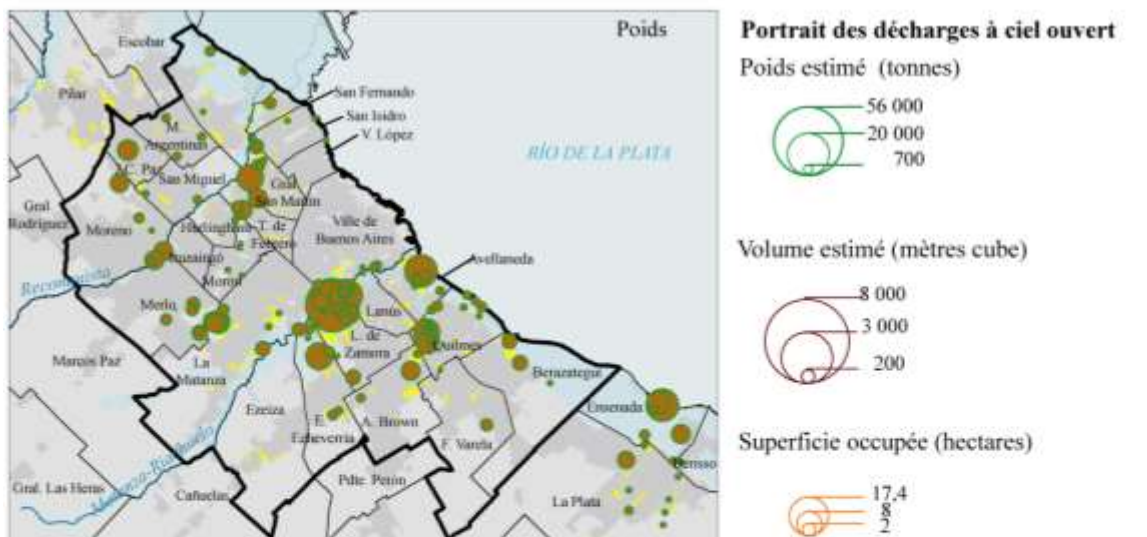 Poids
Escobar
Pilar
San Fernando
San Isidro
V. López
M.
Argentinas
RÍO DE LA PLATA
J.C. Paz
San Miguel
Gral.
San Martín
Gral
Rodríguez
Moreno
Hurlingham
T. de
Febrero
Ville de
Buenos Aires
Ituzaingó
Avellaneda
Reconquista
Morón
Merlo
Lanús
L. de
Zamora
Quilmes
Marcos Paz
La
Matanza
Berazategui
Ezeiza
Ensenada
E.
Echeverria
A. Brown
F. Varela
Berisso
Matanza-Riachuelo
Gral. Las Heras
Cañuelas
Pdte. Perón
La Plata
Portrait des décharges à ciel ouvert
Poids estimé (tonnes)
56 000
20 000
700
Volume estimé (mètres cube)
8 000
3 000
200
Superficie occupée (hectares)
17.4
8
2